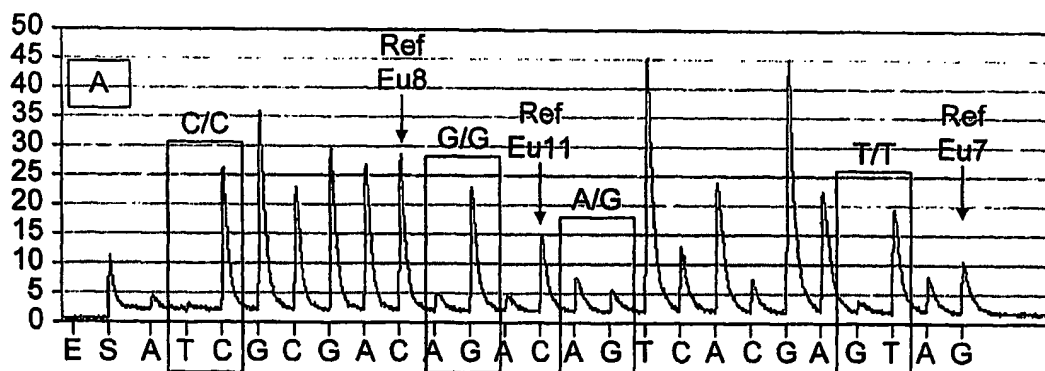 50
45
40
35
30
25
20
15
10
5
0
A
C/C
Ref
Eu8
G/G
Ref
Eu11
A/G
T/T
Ref
Eu7
E S A T C G C G A C A G A C A G T C A C G A G T A G